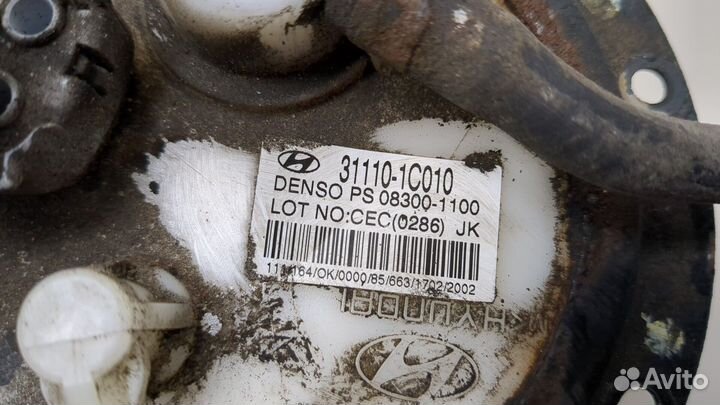 31110-1C010
DENSO PS 08300-1100
LOT NO:CEC(0286) JK
111/164/OK/0000/85/663/1702/2002
HYUNDAI
Avito